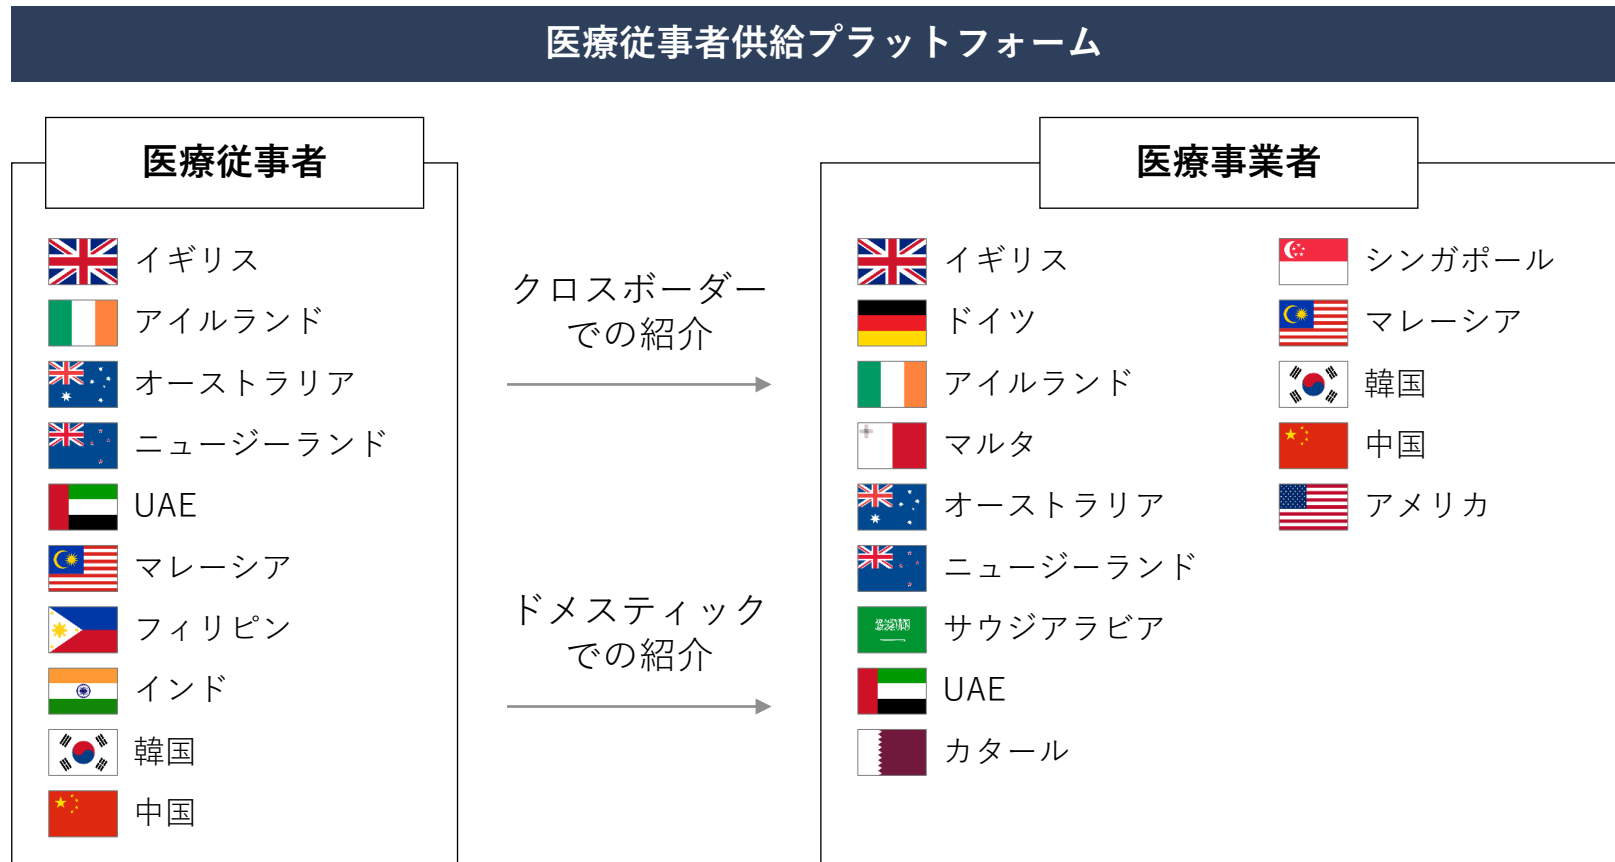 医療従事者供給プラットフォーム
医療従事者
イギリス
アイルランド
オーストラリア
ニュージーランド
UAE
マレーシア
フィリピン
インド
韓国
中国
クロスボーダー
での紹介
ドメスティック
での紹介
医療事業者
イギリス
ドイツ
アイルランド
マルタ
オーストラリア
ニュージーランド
サウジアラビア
UAE
カタール
シンガポール
マレーシア
韓国
中国
アメリカ